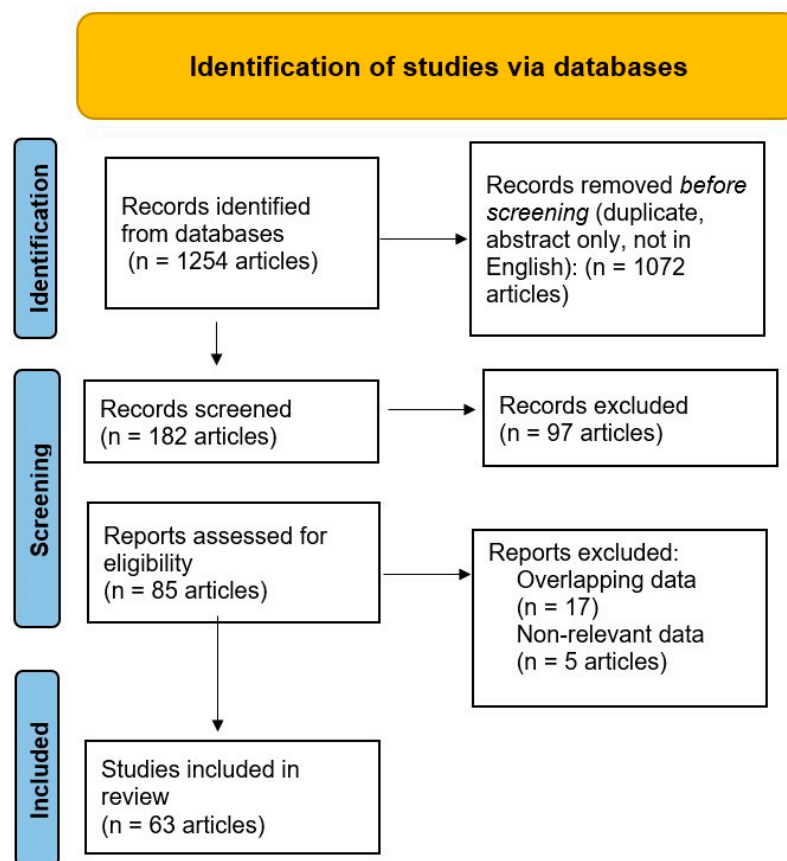 Identification of studies via databases
Identification
Records identified
from databases
(n = 1254 articles)
Records removed before
screening (duplicate,
abstract only, not in
English): (n = 1072
articles)
Screening
Records screened
(n = 182 articles)
Records excluded
(n = 97 articles)
Reports assessed for
eligibility
(n = 85 articles)
Reports excluded:
Overlapping data
(n = 17)
Non-relevant data
(n = 5 articles)
Included
Studies included in
review
(n = 63 articles)